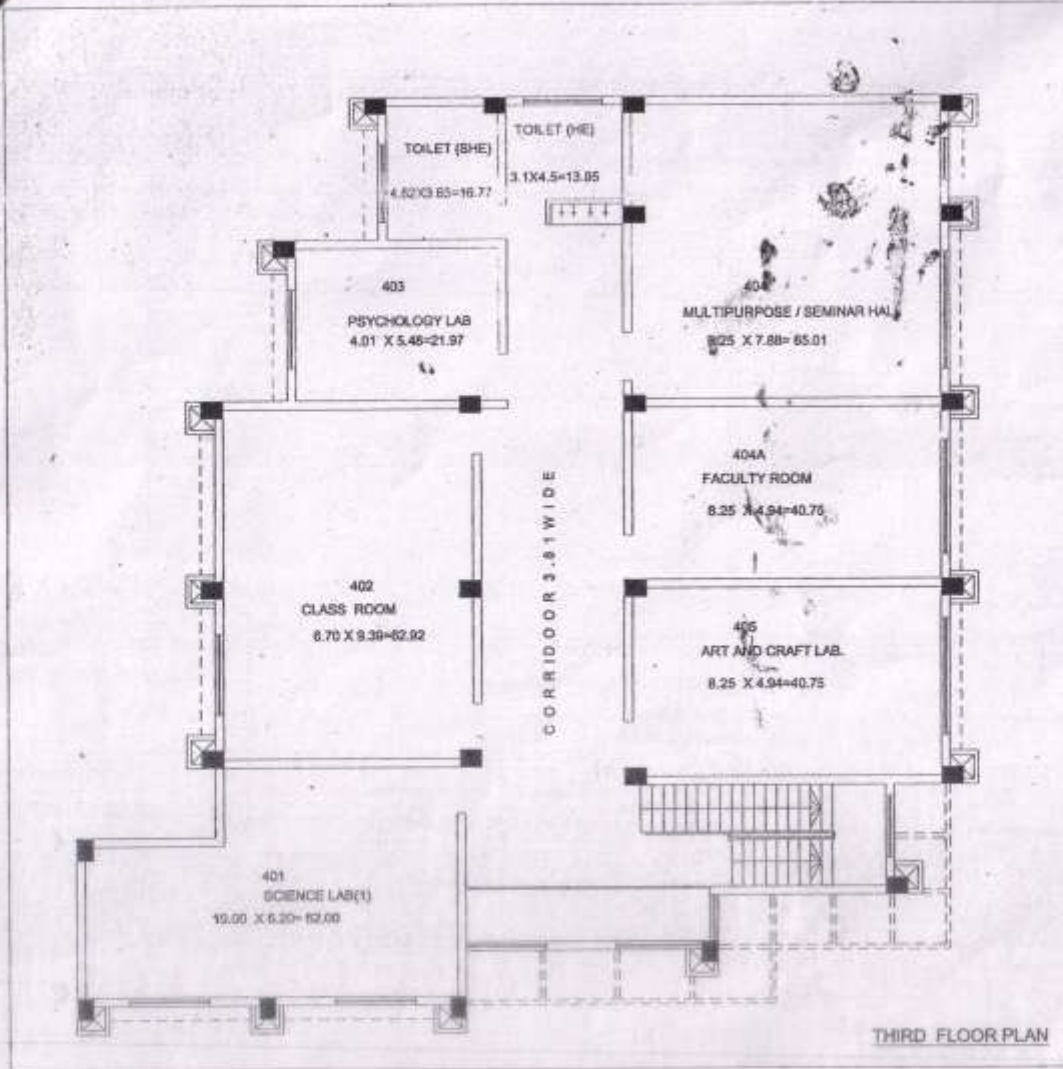 TOILET (SHE)
4.62X3.63=16.77
TOILET (HE)
3.1X4.5=13.85
403
PSYCHOLOGY LAB
4.01 X 5.48=21.97
404
MULTIPURPOSE / SEMINAR HALL
8.25 X 7.88= 65.01
404A
FACULTY ROOM
8.25 X 4.94=40.75
402
CLASS ROOM
6.70 X 9.39=62.92
CORRIDOOR 3.81 WIDE
405
ART AND CRAFT LAB.
8.25 X 4.94=40.75
401
SCIENCE LAB(1)
10.00 X 6.20= 62.00
THIRD FLOOR PLAN